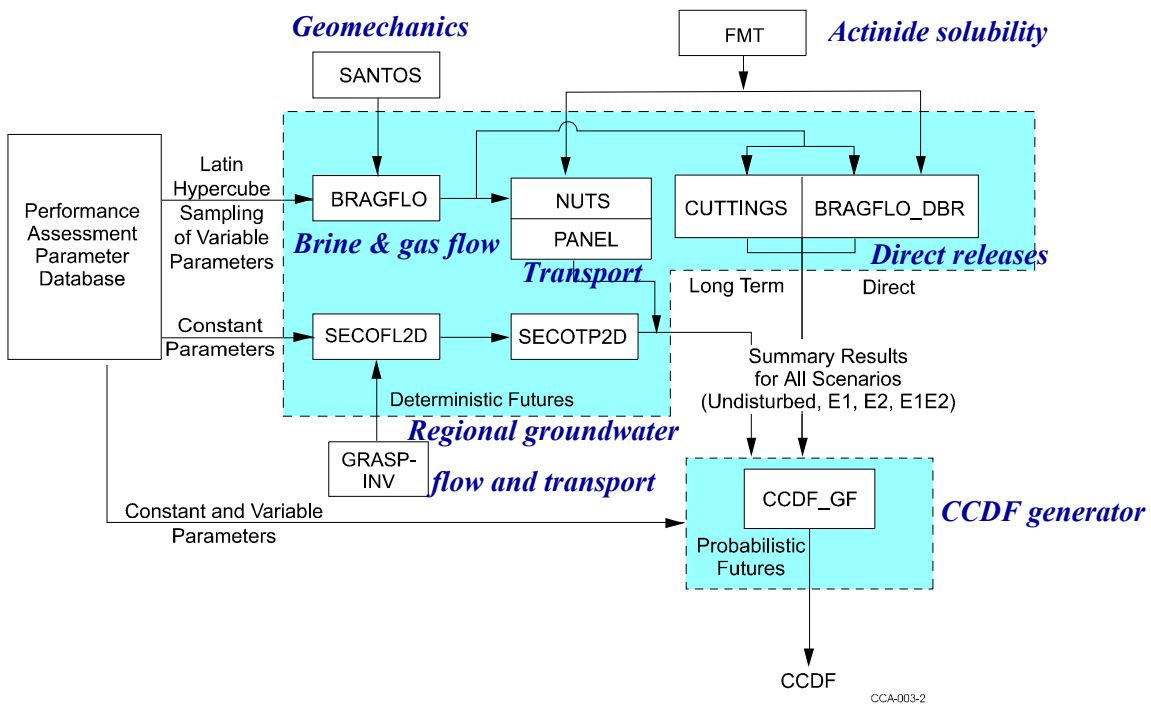 Geomechanics
FMT
Actinide solubility
SANTOS
Performance
Assessment
Parameter
Database
Latin
Hypercube
Sampling
of Variable
Parameters
BRAGFLO
Brine & gas flow
NUTS
PANEL
Transport
CUTTINGS
BRAGFLO_DBR
Direct releases
Long Term
Direct
Constant
Parameters
SECOFL2D
SECOTP2D
Summary Results
for All Scenarios
(Undisturbed, E1, E2, E1E2)
Deterministic Futures
Regional groundwater
flow and transport
GRASP-
INV
Constant and Variable
Parameters
CCDF_GF
CCDF generator
Probabilistic
Futures
CCDF
CCA-003-2